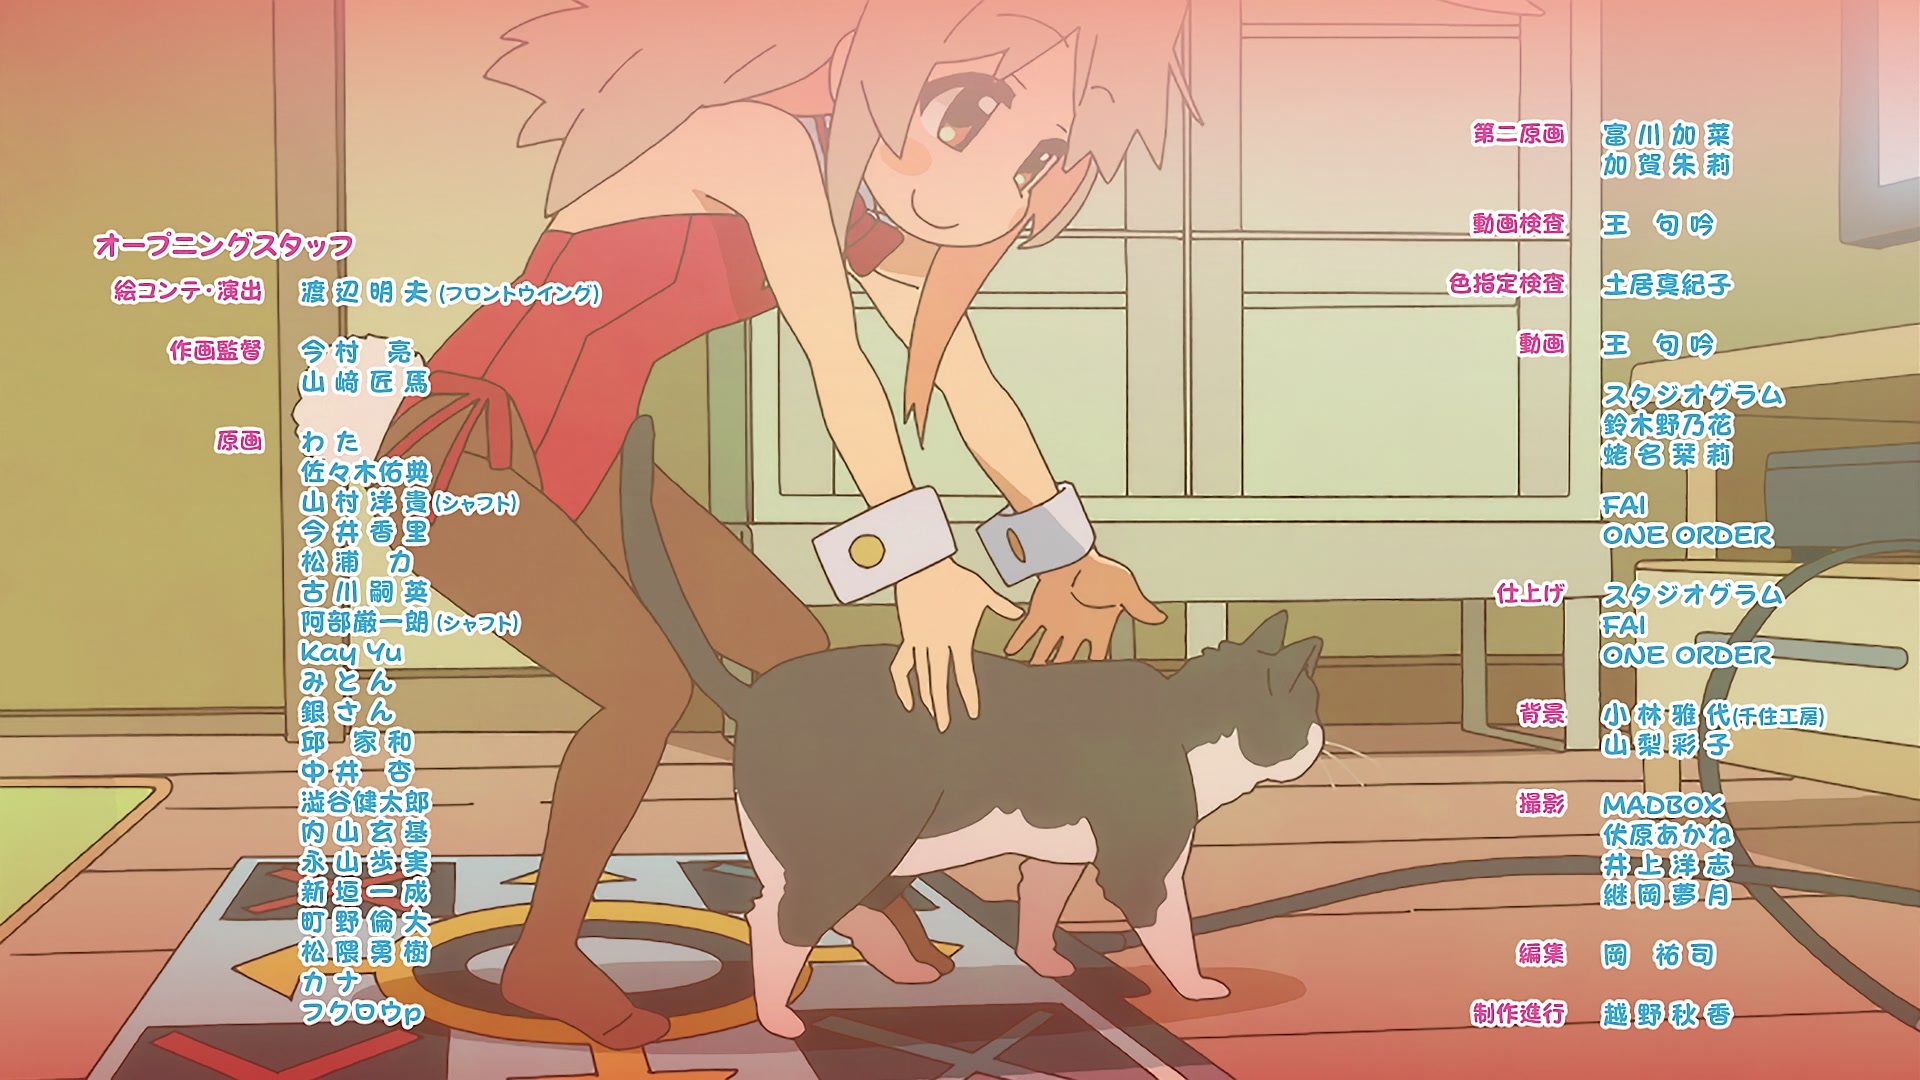 オープニングスタッフ
絵コンテ・演出 渡辺明夫(フロントウイング)
作画監督 今村 亮
山﨑匠馬
原画 わた
佐々木佑典
山村洋貴(シャフト)
今井香里
松浦 力
古川嗣英
阿部厳一朗(シャフト)
Kay Yu
みとん
銀さん
邱 家和
中井 杏
澁谷健太郎
内山玄基
永山歩実
新垣一成
町野倫大
松隈勇樹
カナ
フクロウp
第二原画 富川加菜
加賀朱莉
動画検査 王 句吟
色指定検査 土居真紀子
動画 王 句吟
スタジオグラム
鈴木野乃花
蛯名栞莉
FAI
ONE ORDER
仕上げ スタジオグラム
FAI
ONE ORDER
背景 小林雅代(千住工房)
山梨彩子
撮影 MADBOX
伏原あかね
井上洋志
継岡夢月
編集 岡 祐司
制作進行 越野秋香